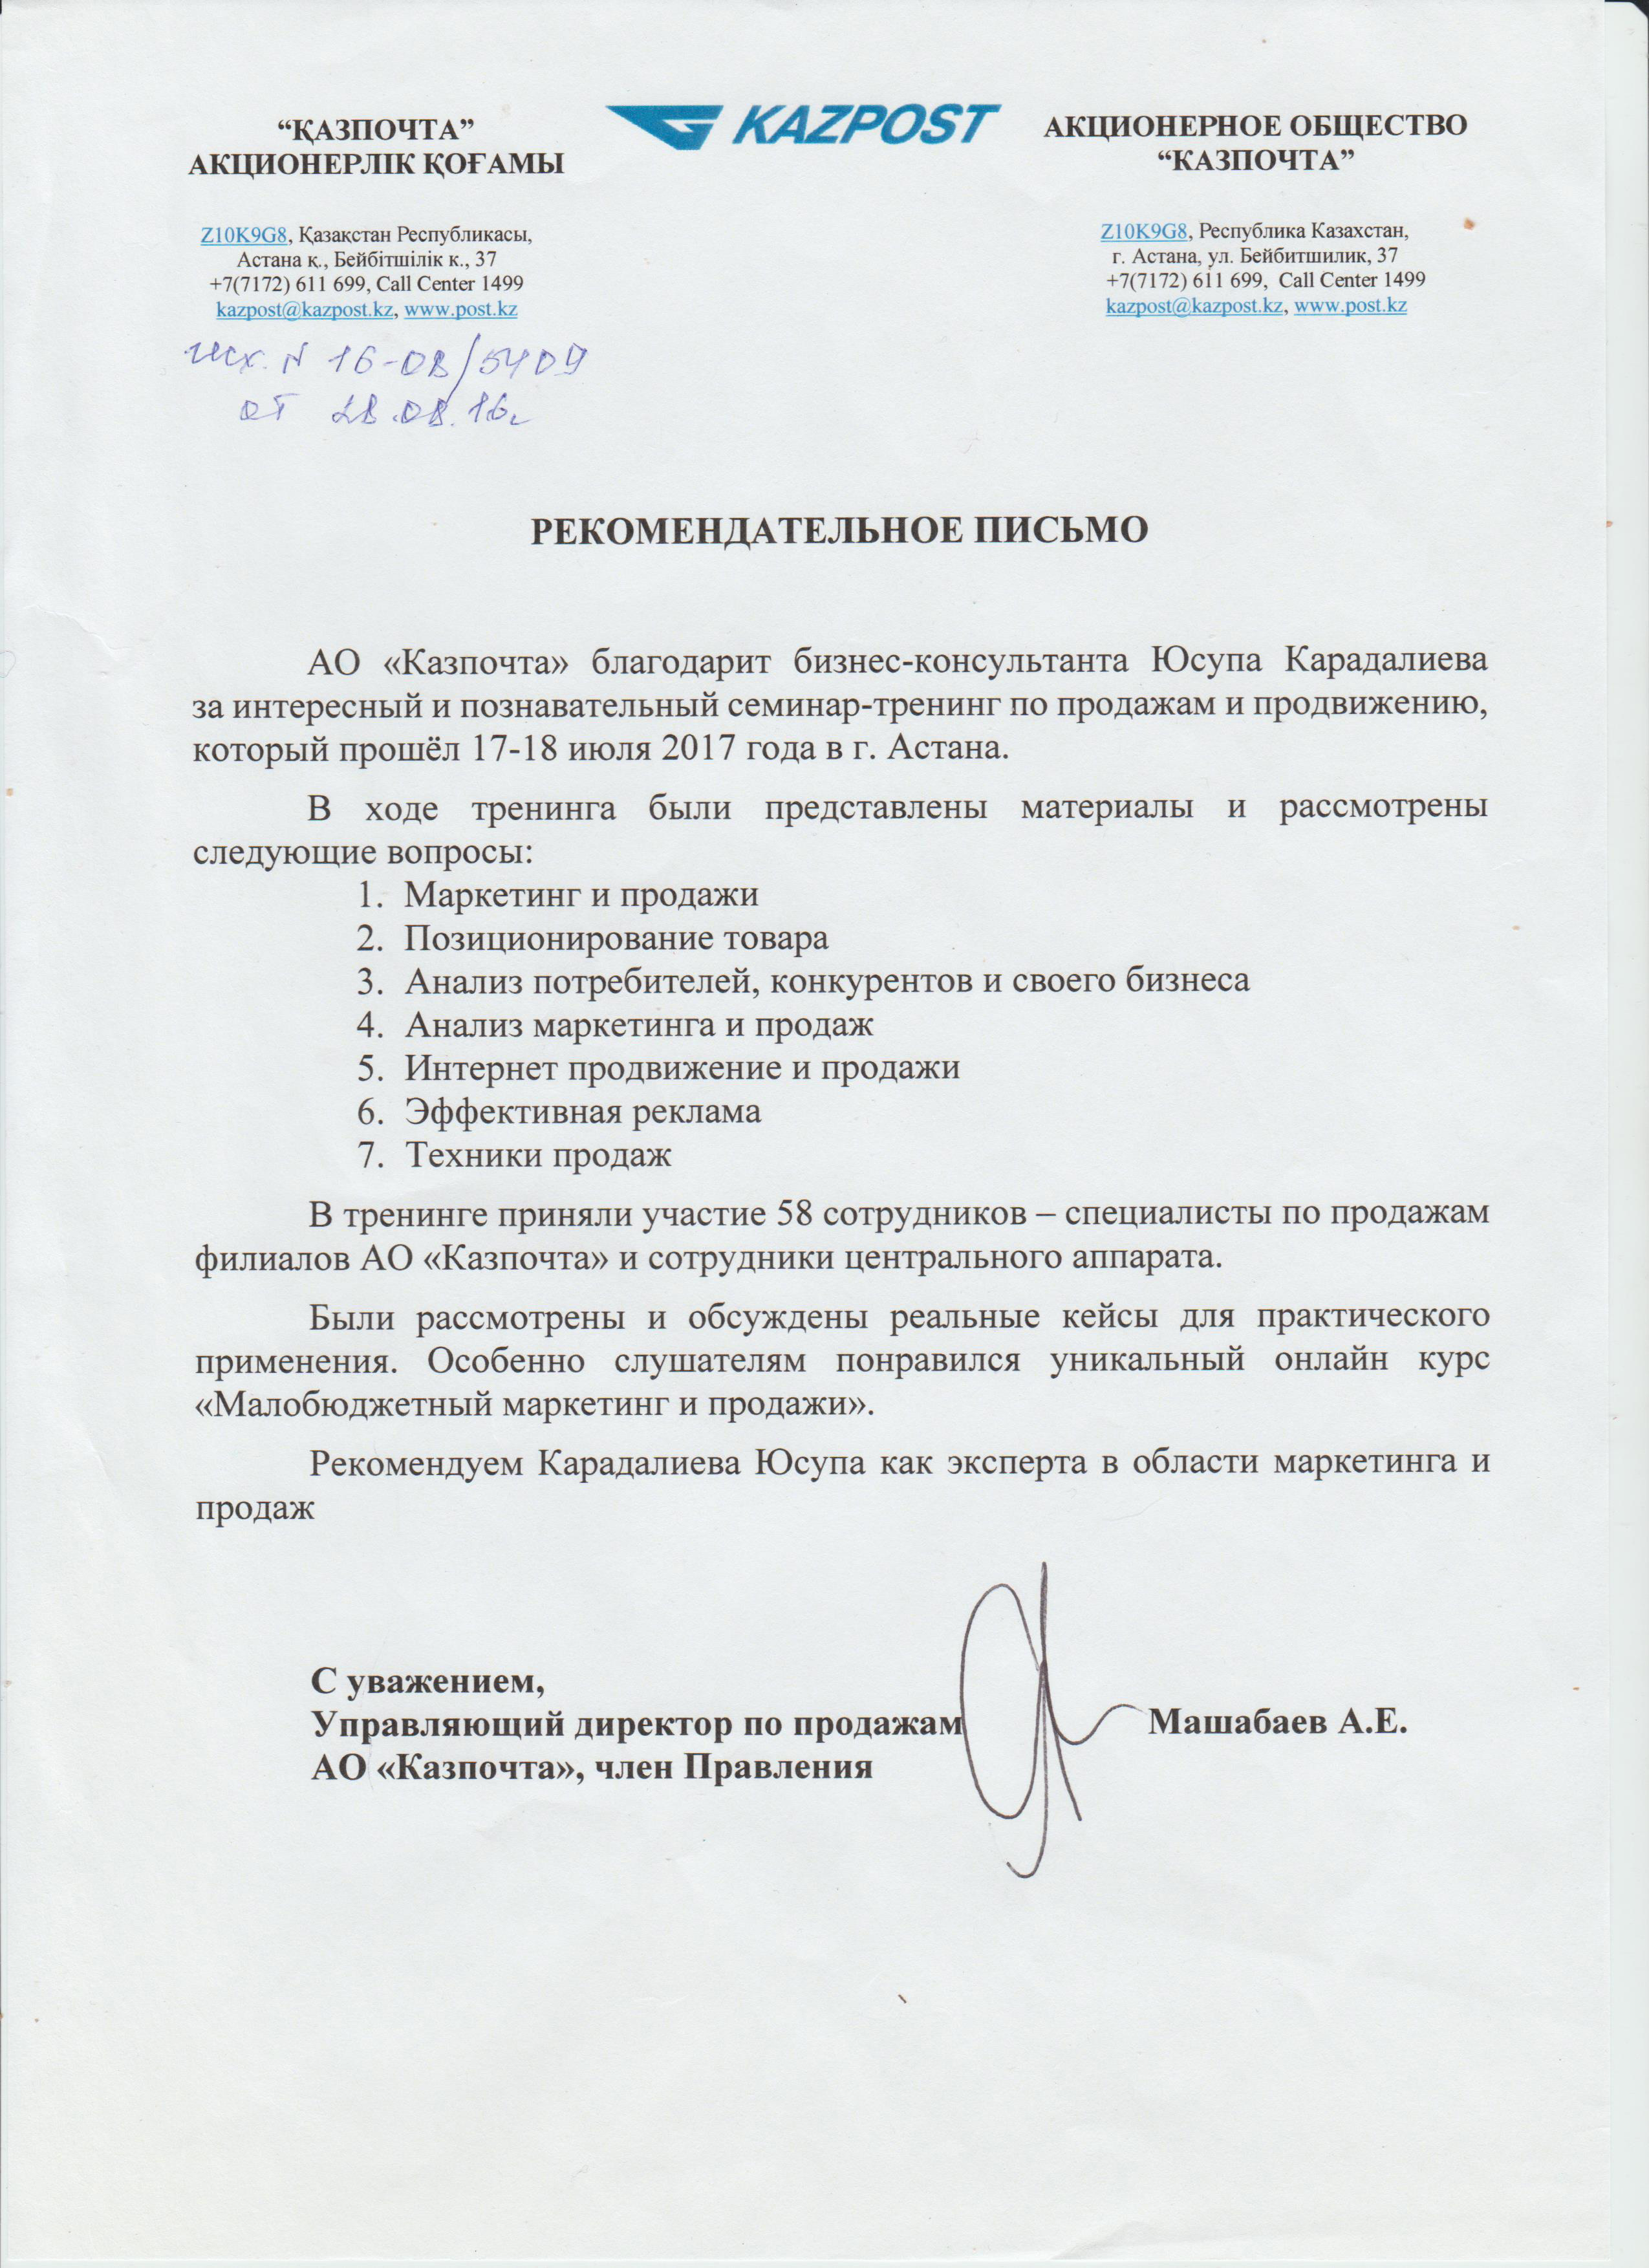 “ҚАЗПОЧТА”
АКЦИОНЕРЛІК ҚОҒАМЫ
Z10K9G8, Қазақстан Республикасы,
Астана қ., Бейбітшілік к., 37
+7(7172) 611 699, Call Center 1499
kazpost@kazpost.kz, www.post.kz
KAZPOST
АКЦИОНЕРНОЕ ОБЩЕСТВО
“КАЗПОЧТА”
Z10K9G8, Республика Казахстан,
г. Астана, ул. Бейбитшилик, 37
+7(7172) 611 699, Call Center 1499
kazpost@kazpost.kz, www.post.kz
исх. N 16-08/5409
от 28.08.16г
РЕКОМЕНДАТЕЛЬНОЕ ПИСЬМО
АО «Казпочта» благодарит бизнес-консультанта Юсупа Карадалиева
за интересный и познавательный семинар-тренинг по продажам и продвижению,
который прошёл 17-18 июля 2017 года в г. Астана.
В ходе тренинга были представлены материалы и рассмотрены
следующие вопросы:
1. Маркетинг и продажи
2. Позиционирование товара
3. Анализ потребителей, конкурентов и своего бизнеса
4. Анализ маркетинга и продаж
5. Интернет продвижение и продажи
6. Эффективная реклама
7. Техники продаж
В тренинге приняли участие 58 сотрудников – специалисты по продажам
филиалов АО «Казпочта» и сотрудники центрального аппарата.
Были рассмотрены и обсуждены реальные кейсы для практического
применения. Особенно слушателям понравился уникальный онлайн курс
«Малобюджетный маркетинг и продажи».
Рекомендуем Карадалиева Юсупа как эксперта в области маркетинга и
продаж
С уважением,
Управляющий директор по продажам Машабаев А.Е.
АО «Казпочта», член Правления